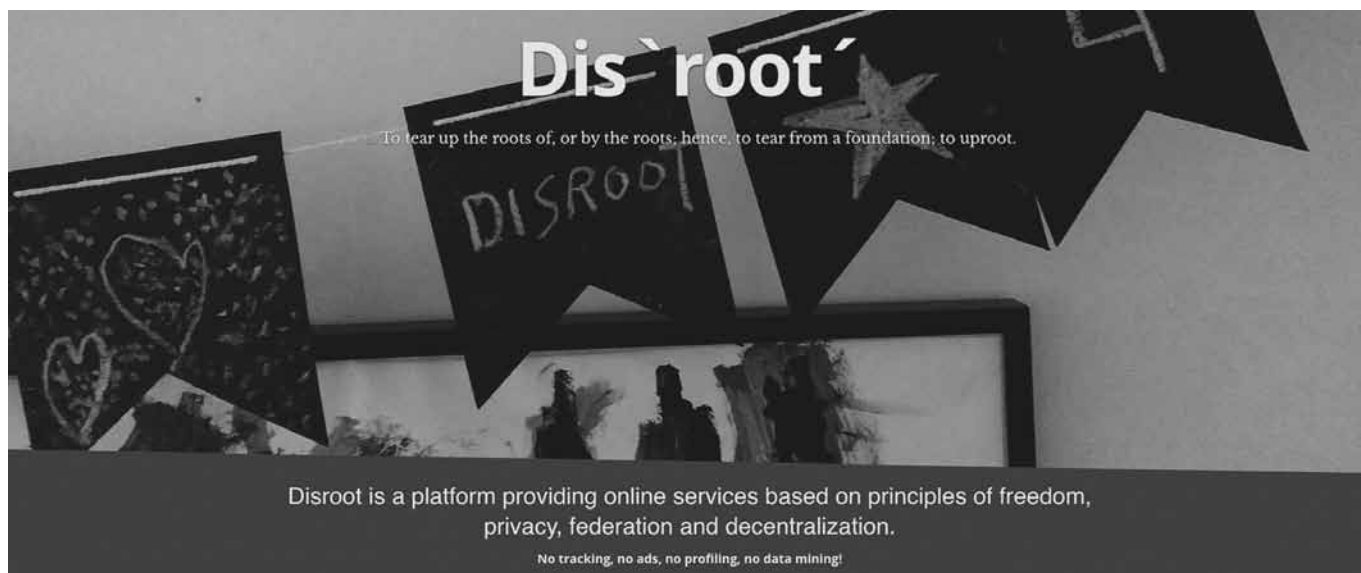 Dis`root´
To tear up the roots of, or by the roots; hence, to tear from a foundation; to uproot.
DISROOT
4
Disroot is a platform providing online services based on principles of freedom,
privacy, federation and decentralization.
No tracking, no ads, no profiling, no data mining!